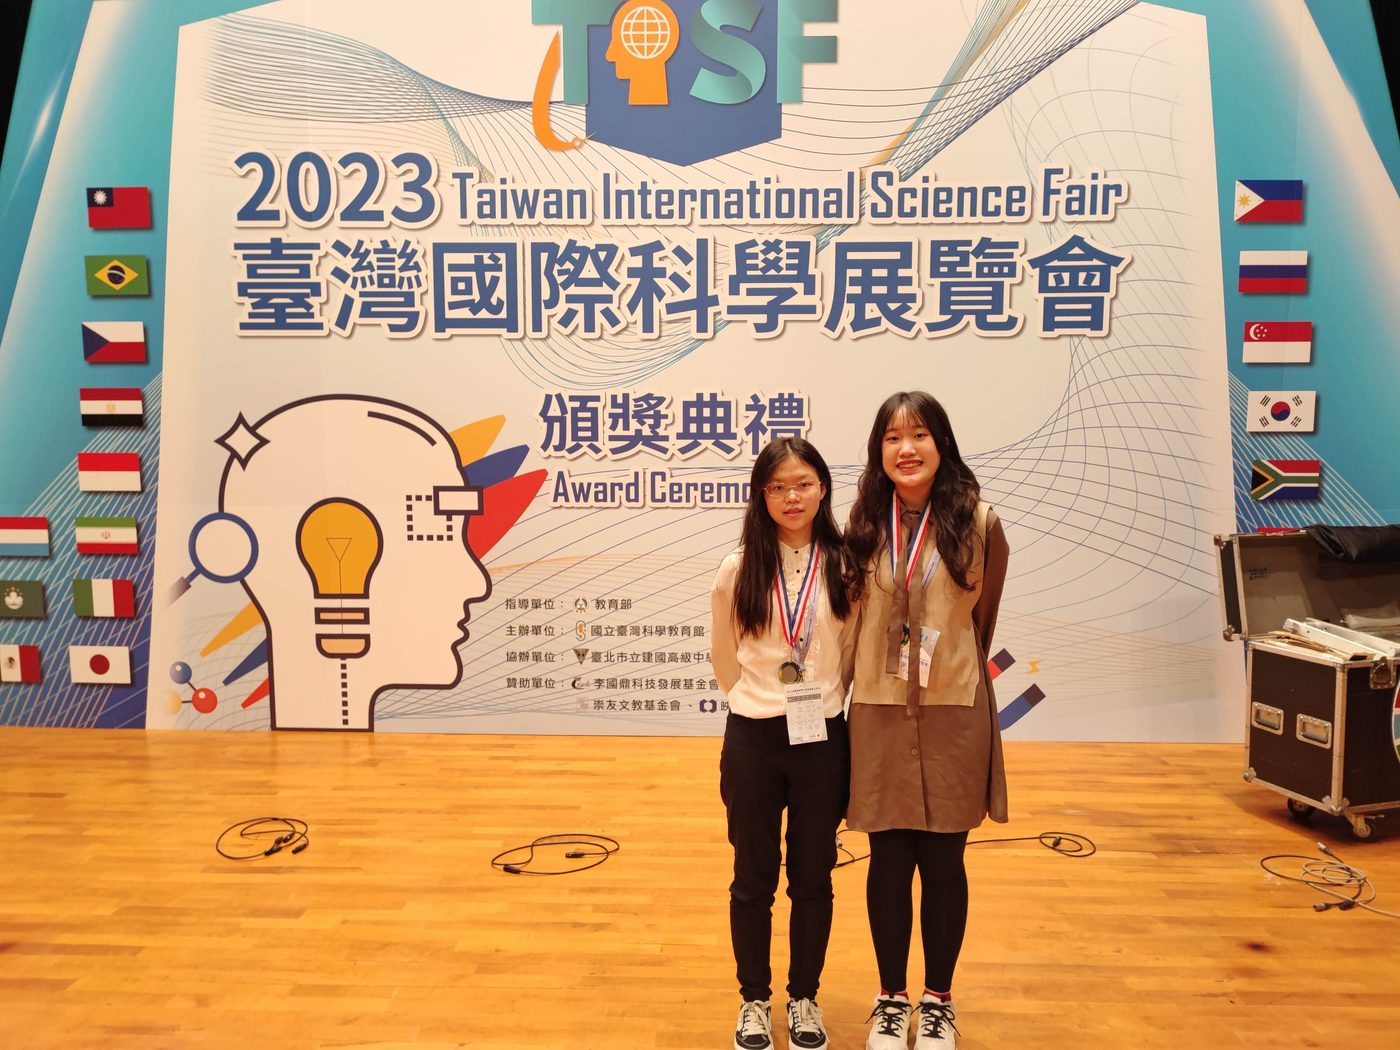 TISF
2023 Taiwan International Science Fair
臺灣國際科學展覽會
頒獎典禮
Award Ceremo
指導單位： 教育部
主辦單位： 國立臺灣科學教育館
協辦單位： 臺北市立建國高級中學
贊助單位： 李國鼎科技發展基金會
崇友文教基金會、 映